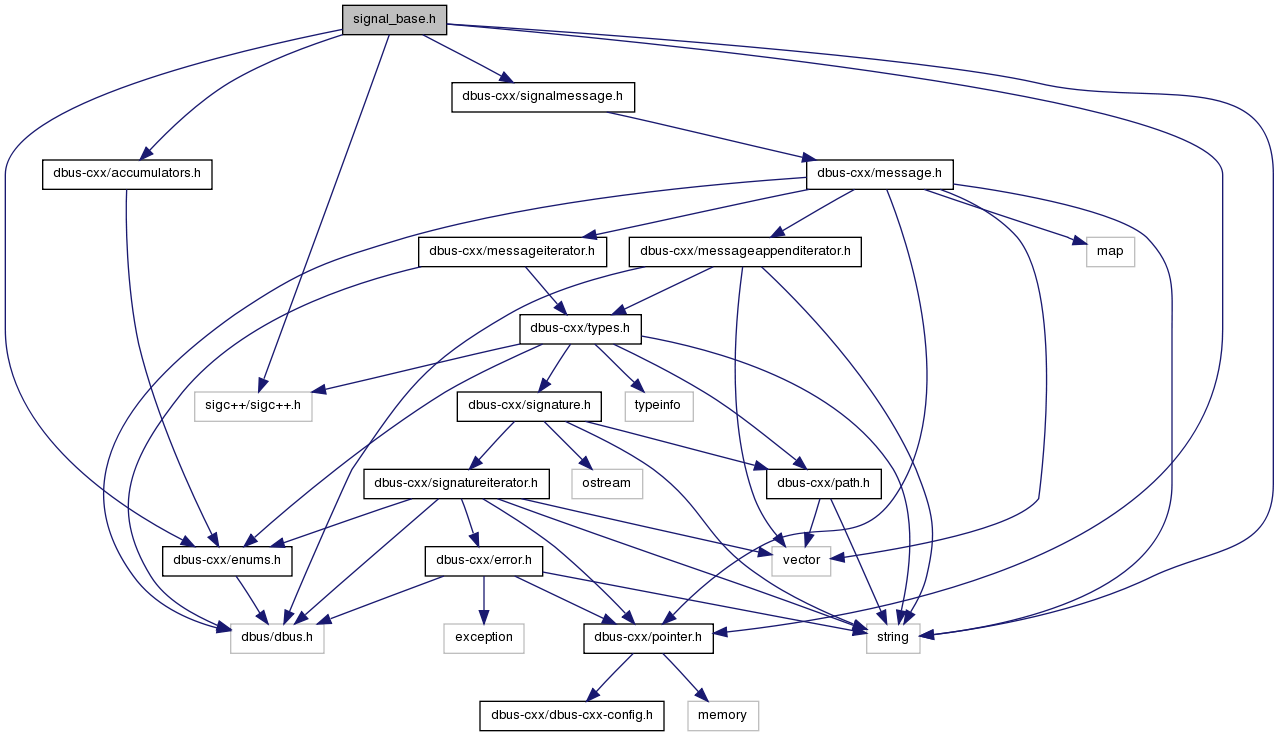 signal_base.h
dbus-cxx/signalmessage.h
dbus-cxx/accumulators.h
dbus-cxx/message.h
dbus-cxx/messageiterator.h
dbus-cxx/messageappenditerator.h
map
dbus-cxx/types.h
sigc++/sigc++.h
dbus-cxx/signature.h
typeinfo
dbus-cxx/signatureiterator.h
ostream
dbus-cxx/path.h
dbus-cxx/enums.h
dbus-cxx/error.h
vector
dbus/dbus.h
exception
dbus-cxx/pointer.h
string
dbus-cxx/dbus-cxx-config.h
memory